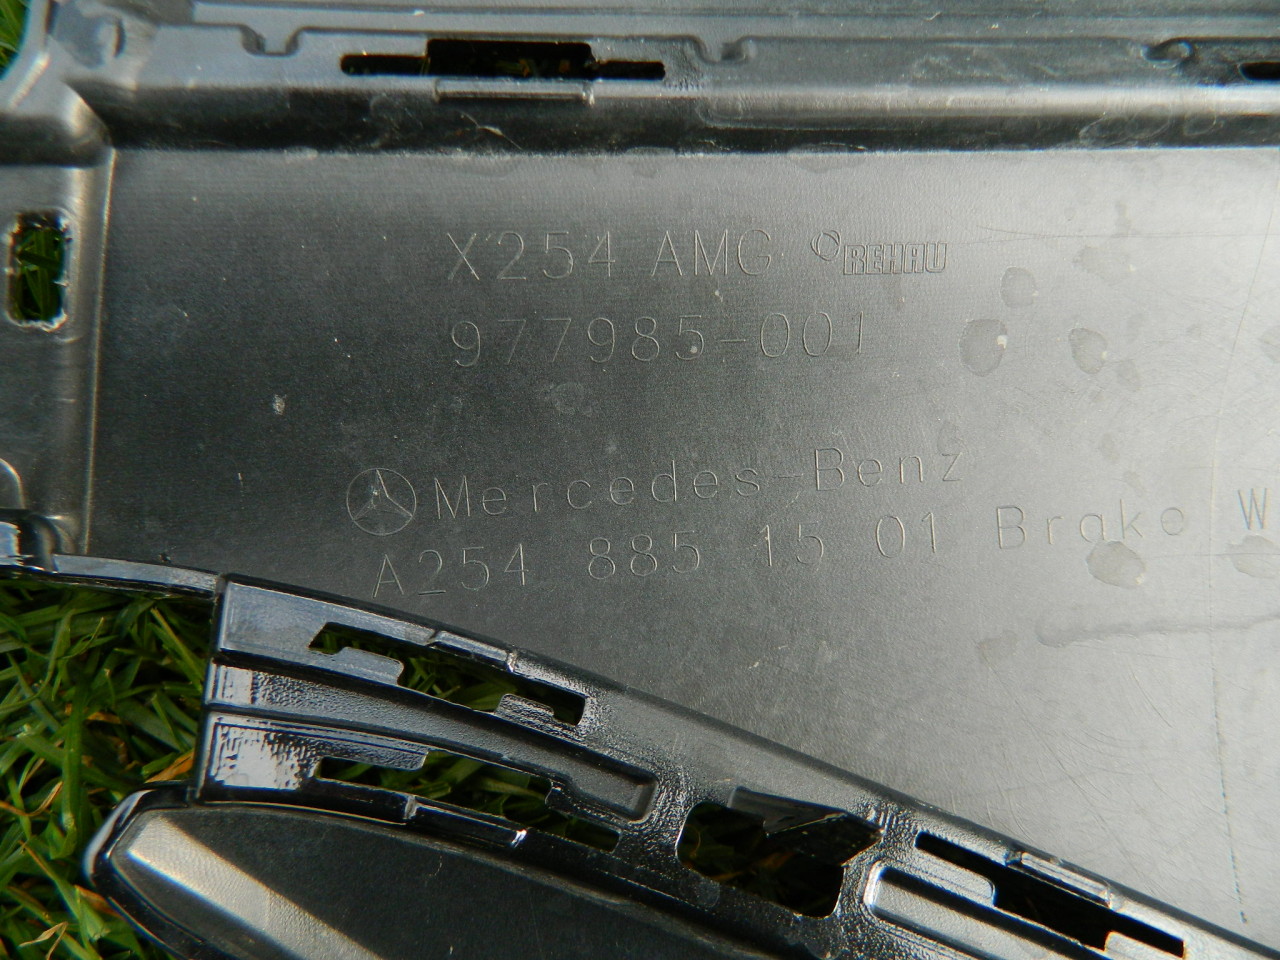 X254 AMG REHAU
977985-001
Mercedes-Benz
A254 885 15 01 Brake W